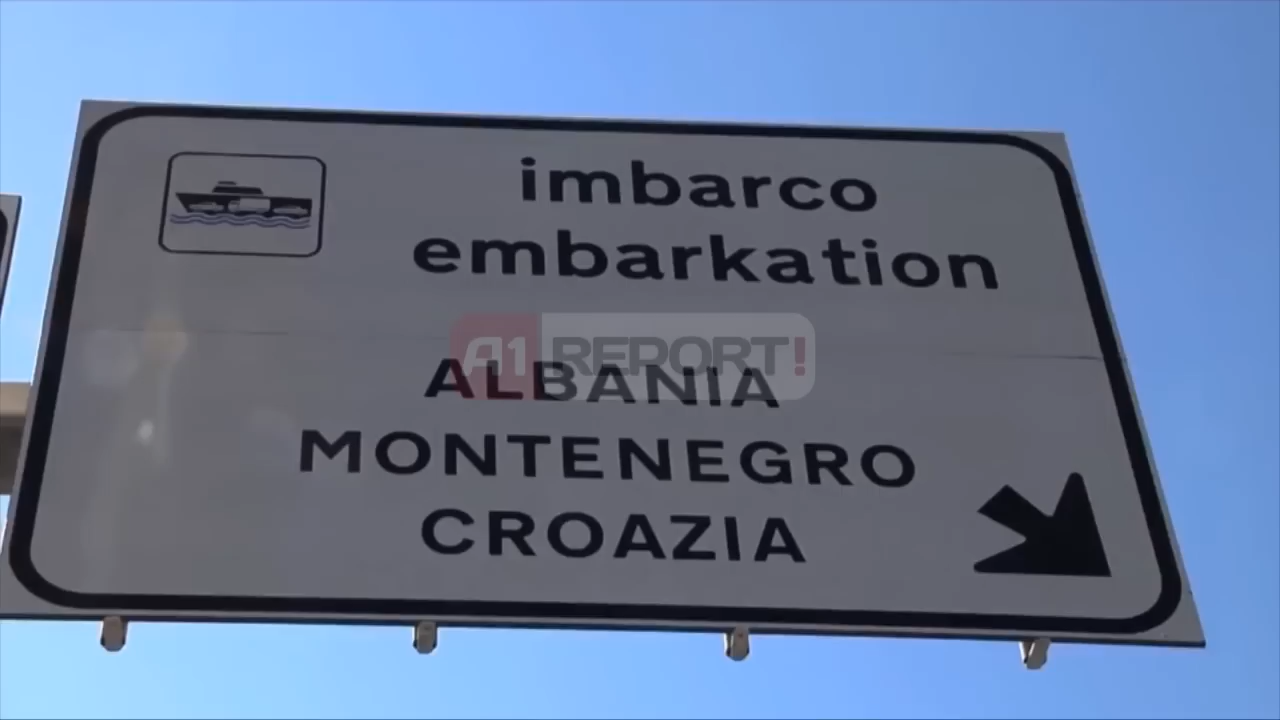 imbarco
embarkation
A1 REPORT!
ALBANIA
MONTENEGRO
CROAZIA